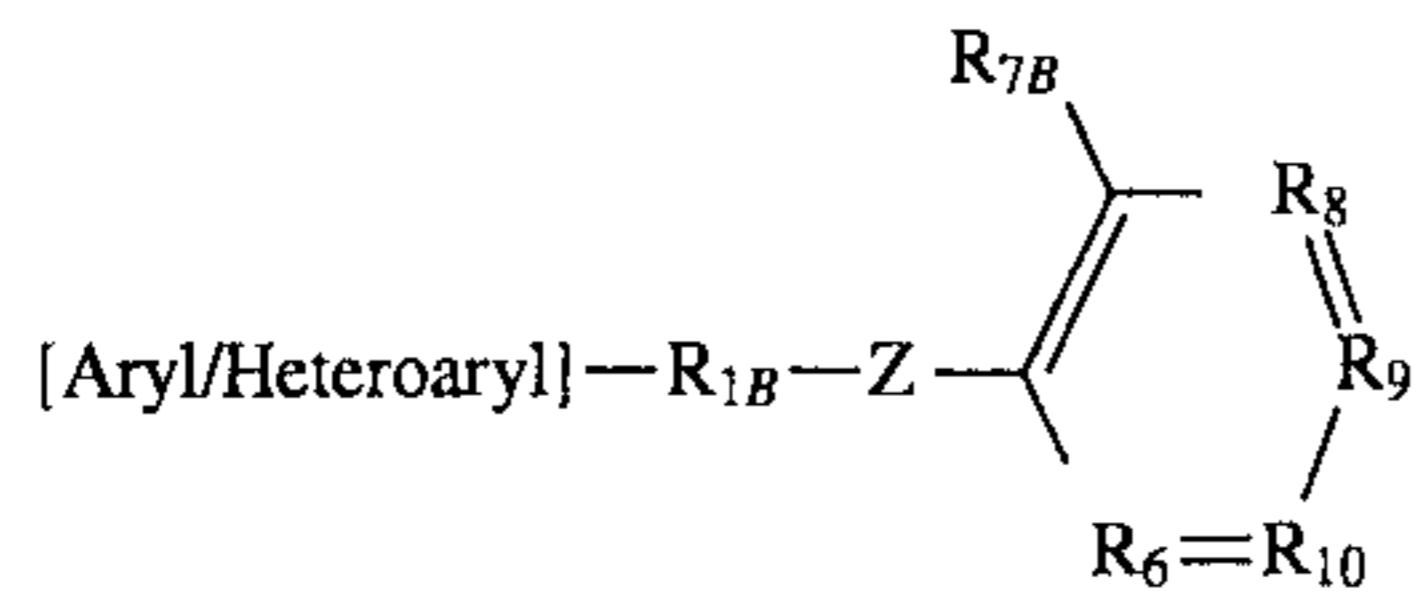 R7B
R8
[Aryl/Heteroaryl]—R1B—Z
R9
R6=R10